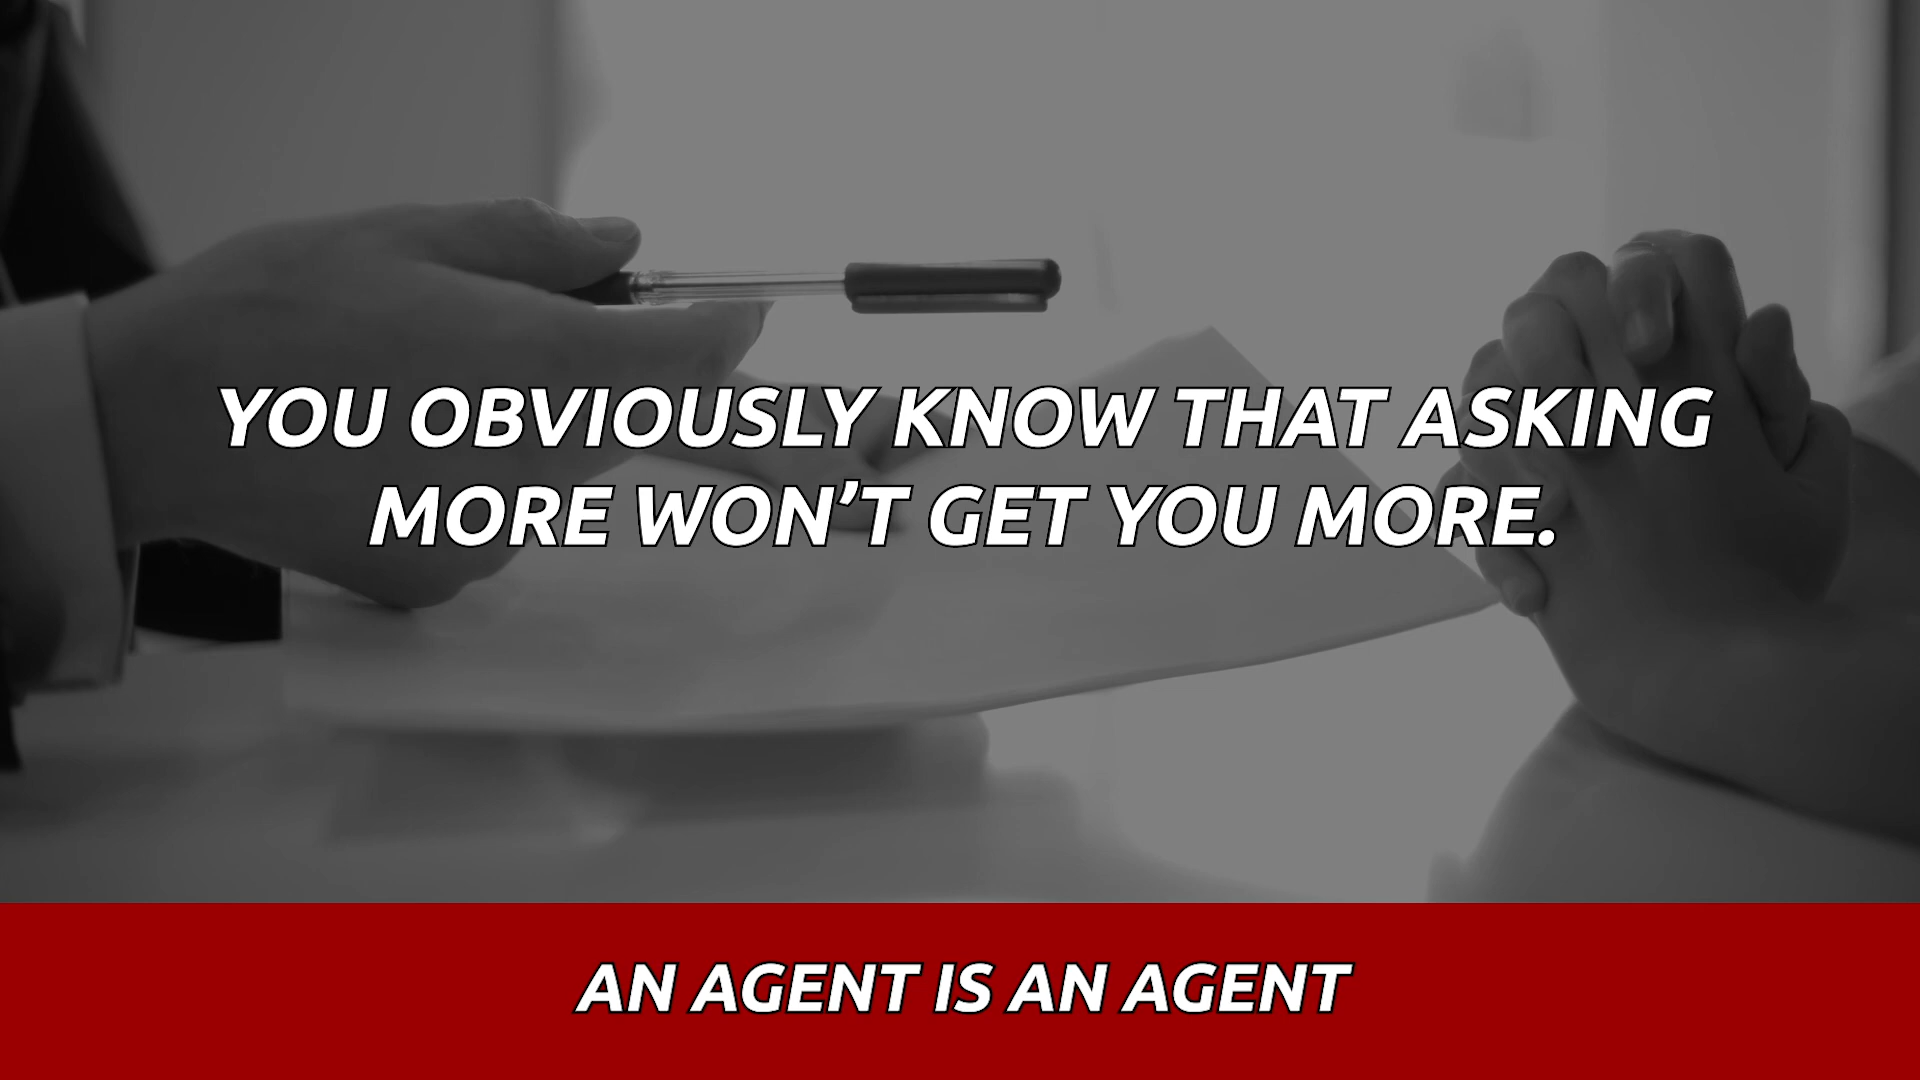 YOU OBVIOUSLY KNOW THAT ASKING
MORE WON’T GET YOU MORE.
AN AGENT IS AN AGENT